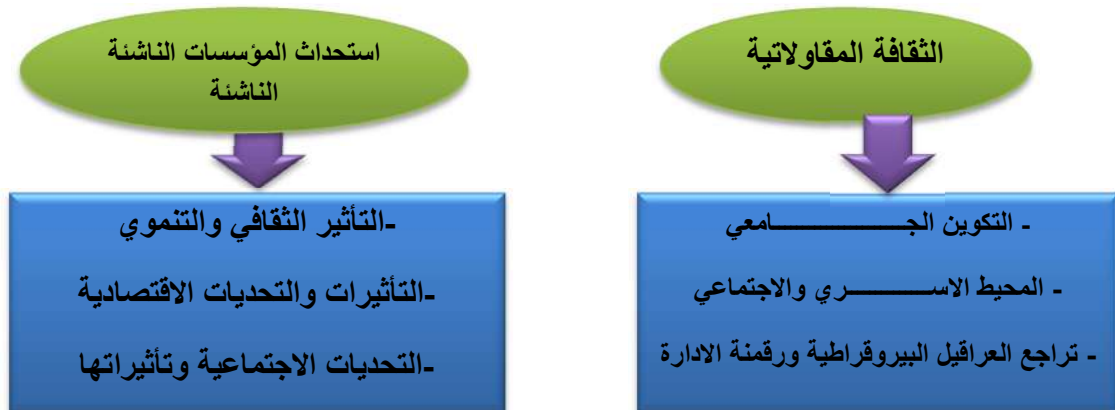 الثقافة المقاولاتية
- التكوين الجـــــــــــــامعي
- المحيط الاســــــــري والاجتماعي
- تراجع العراقيل البيروقراطية ورقمنة الادارة
استحداث المؤسسات الناشئة
الناشئة
-التأثير الثقافي والتنموي
-التأثيرات والتحديات الاقتصادية
-التحديات الاجتماعية وتأثيراتها